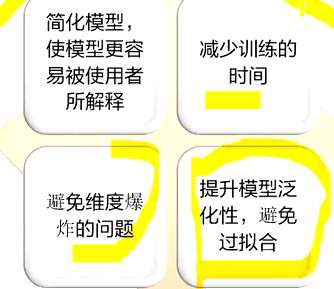 简化模型，
使模型更容
易被使用者
所解释
减少训练的
时间
避免维度爆
炸的问题
提升模型泛
化性，避免
过拟合